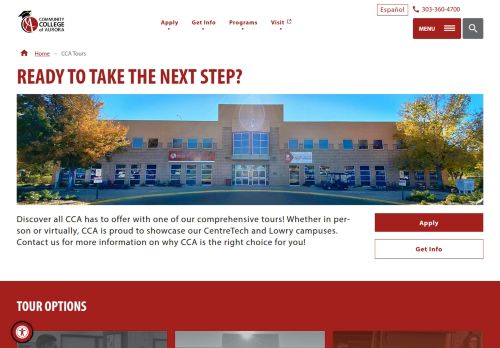 COMMUNITY
COLLEGE
of AURORA
Apply
Get Info
Programs
Visit
Español
303-360-4700
MENU
Home – CCA Tours
READY TO TAKE THE NEXT STEP?
Discover all CCA has to offer with one of our comprehensive tours! Whether in per-
son or virtually, CCA is proud to showcase our CentreTech and Lowry campuses.
Contact us for more information on why CCA is the right choice for you!
Apply
Get Info
TOUR OPTIONS